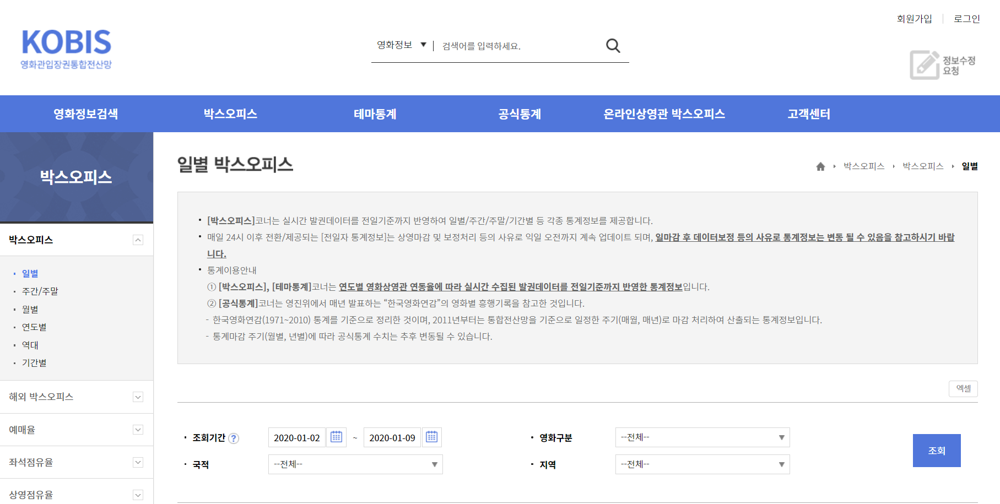 회원가입 로그인
KOBIS
영화관입장권통합전산망
영화정보 검색어를 입력하세요.
정보수정
요청
영화정보검색 박스오피스 테마통계 공식통계 온라인상영관 박스오피스 고객센터
박스오피스
박스오피스
일별
주간/주말
월별
연도별
역대
기간별
해외 박스오피스
예매율
좌석점유율
상영점유율
일별 박스오피스
박스오피스 박스오피스 일별
[박스오피스]코너는 실시간 발권데이터를 전일기준까지 반영하여 일별/주간/주말/기간별 등 각종 통계정보를 제공합니다.
매일 24시 이후 전환/제공되는 [전일자 통계정보]는 상영마감 및 보정처리 등의 사유로 익일 오전까지 계속 업데이트 되며, 일마감 후 데이터보정 등의 사유로 통계정보는 변동 될 수 있음을 참고하시기 바랍
니다.
통계이용안내
① [박스오피스], [테마통계]코너는 연도별 영화상영관 연동율에 따라 실시간 수집된 발권데이터를 전일기준까지 반영한 통계정보입니다.
② [공식통계]코너는 영진위에서 매년 발표하는 “한국영화연감”의 영화별 흥행기록을 참고한 것입니다.
- 한국영화연감(1971~2010) 통계를 기준으로 정리한 것이며, 2011년부터는 통합전산망을 기준으로 일정한 주기(매월, 매년)로 마감 처리하여 산출되는 통계정보입니다.
- 통계마감 주기(월별, 년별)에 따라 공식통계 수치는 추후 변동될 수 있습니다.
엑셀
조회기간 ? 2020-01-02 ~ 2020-01-09 영화구분 --전체--
국적 --전체-- 지역 --전체--
조회